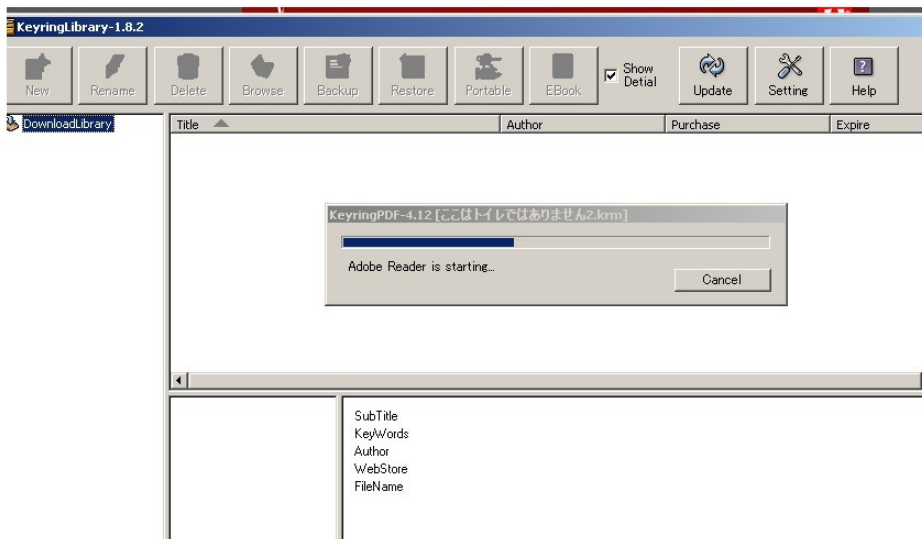 KeyringLibrary-1.8.2
New Rename Delete Browse Backup Restore Portable EBook Show Detial Update Setting Help
DownloadLibrary
Title Author Purchase Expire
KeyringPDF-4.12 [ここはトイレではありません2.krm]
Adobe Reader is starting...
Cancel
SubTitle
KeyWords
Author
WebStore
FileName